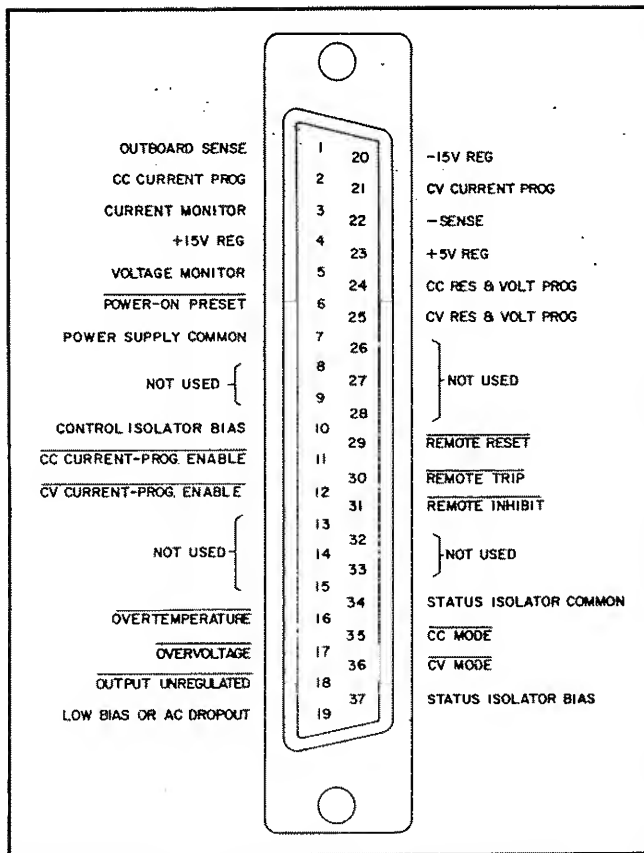 OUTBOARD SENSE 1
CC CURRENT PROG 2
CURRENT MONITOR 3
+15V REG 4
VOLTAGE MONITOR 5
POWER-ON PRESET 6
POWER SUPPLY COMMON 7
8
NOT USED
9
CONTROL ISOLATOR BIAS 10
CC CURRENT-PROG. ENABLE 11
CV CURRENT-PROG. ENABLE 12
13
NOT USED 14
15
OVERTEMPERATURE 16
OVERVOLTAGE 17
OUTPUT UNREGULATED 18
LOW BIAS OR AC DROPOUT 19
20 -15V REG
21 CV CURRENT PROG
22 -SENSE
23 +5V REG
24 CC RES & VOLT PROG
25 CV RES & VOLT PROG
26
27 NOT USED
28
29 REMOTE RESET
30 REMOTE TRIP
31 REMOTE INHIBIT
32
NOT USED
33
34 STATUS ISOLATOR COMMON
35 CC MODE
36 CV MODE
37 STATUS ISOLATOR BIAS